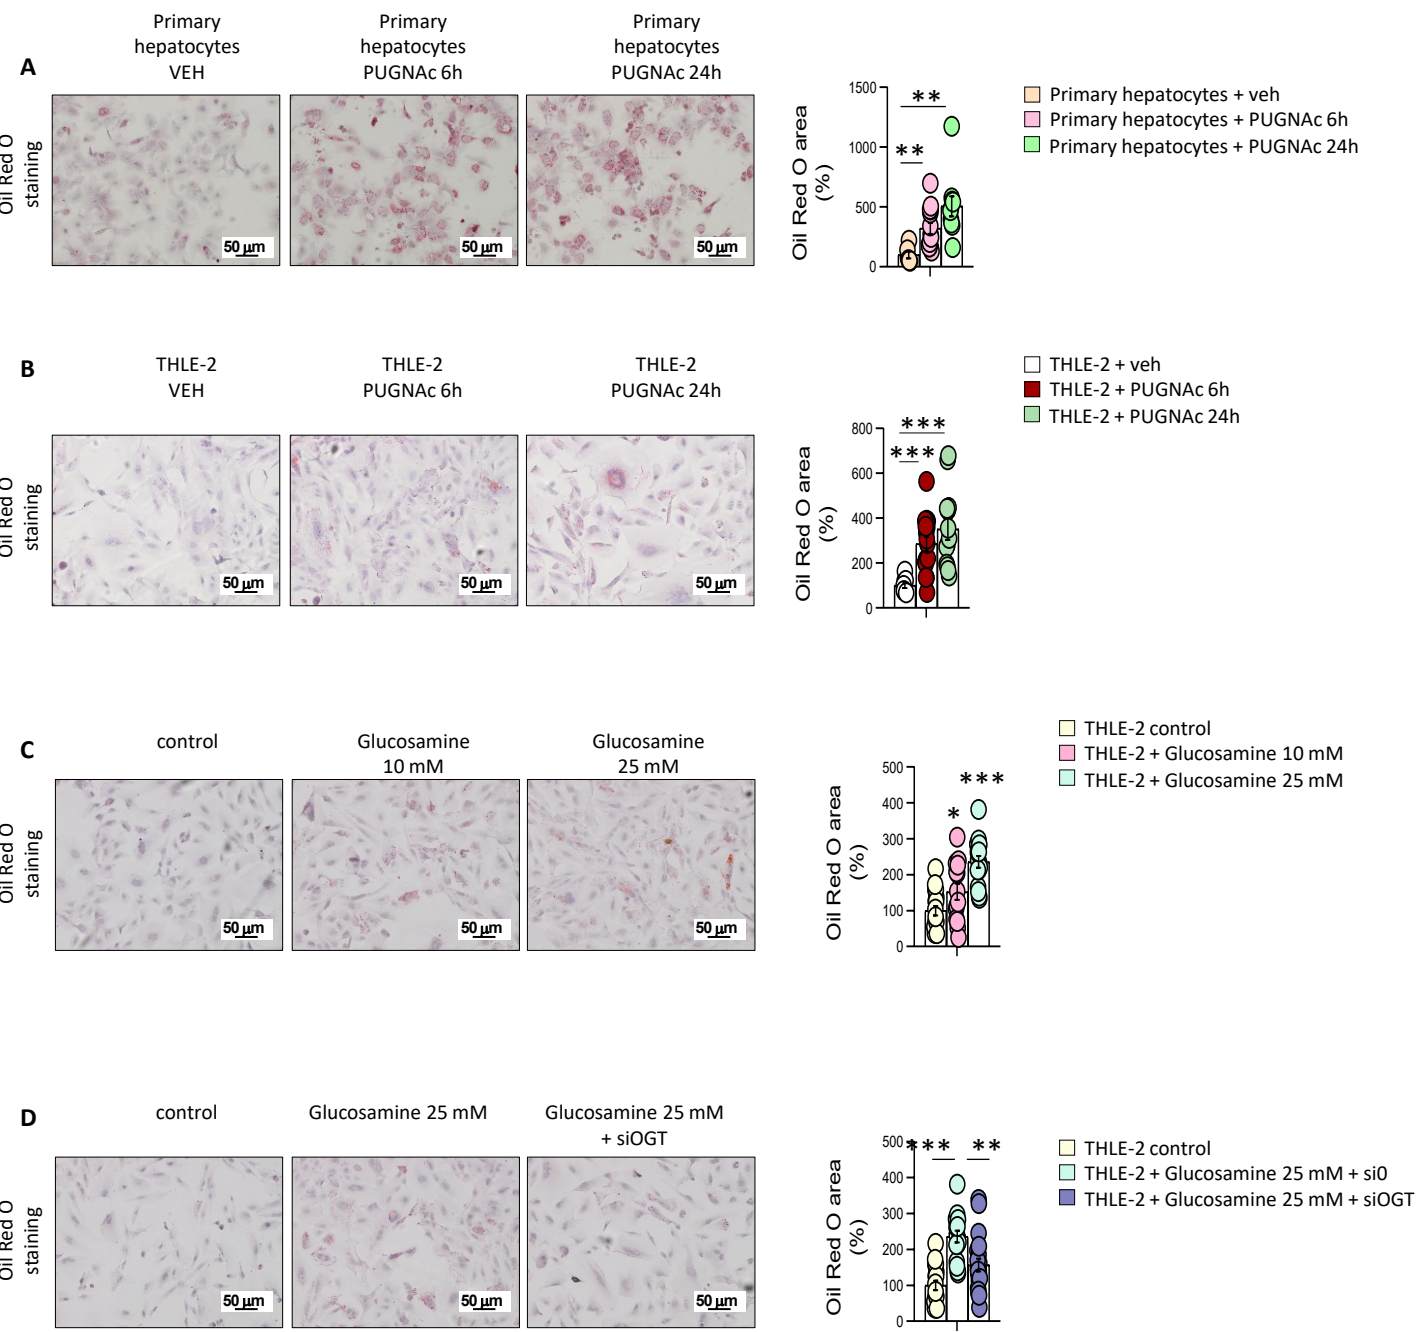 A
Primary
hepatocytes
VEH
Primary
hepatocytes
PUGNAc 6h
Primary
hepatocytes
PUGNAc 24h
Oil Red O
staining
50 µm
50 µm
50 µm
Oil Red O area
(%)
1500
1000
500
0
**
**
Primary hepatocytes + veh
Primary hepatocytes + PUGNAc 6h
Primary hepatocytes + PUGNAc 24h
B
THLE-2
VEH
THLE-2
PUGNAc 6h
THLE-2
PUGNAc 24h
Oil Red O
staining
50 µm
50 µm
50 µm
Oil Red O area
(%)
800
600
400
200
0
***
***
THLE-2 + veh
THLE-2 + PUGNAc 6h
THLE-2 + PUGNAc 24h
C
control
Glucosamine
10 mM
Glucosamine
25 mM
Oil Red O
staining
50 µm
50 µm
50 µm
Oil Red O area
(%)
500
400
300
200
100
0
*
***
THLE-2 control
THLE-2 + Glucosamine 10 mM
THLE-2 + Glucosamine 25 mM
D
control
Glucosamine 25 mM
Glucosamine 25 mM
+ siOGT
Oil Red O
staining
50 µm
50 µm
50 µm
Oil Red O area
(%)
500
400
300
200
100
0
***
**
THLE-2 control
THLE-2 + Glucosamine 25 mM + si0
THLE-2 + Glucosamine 25 mM + siOGT